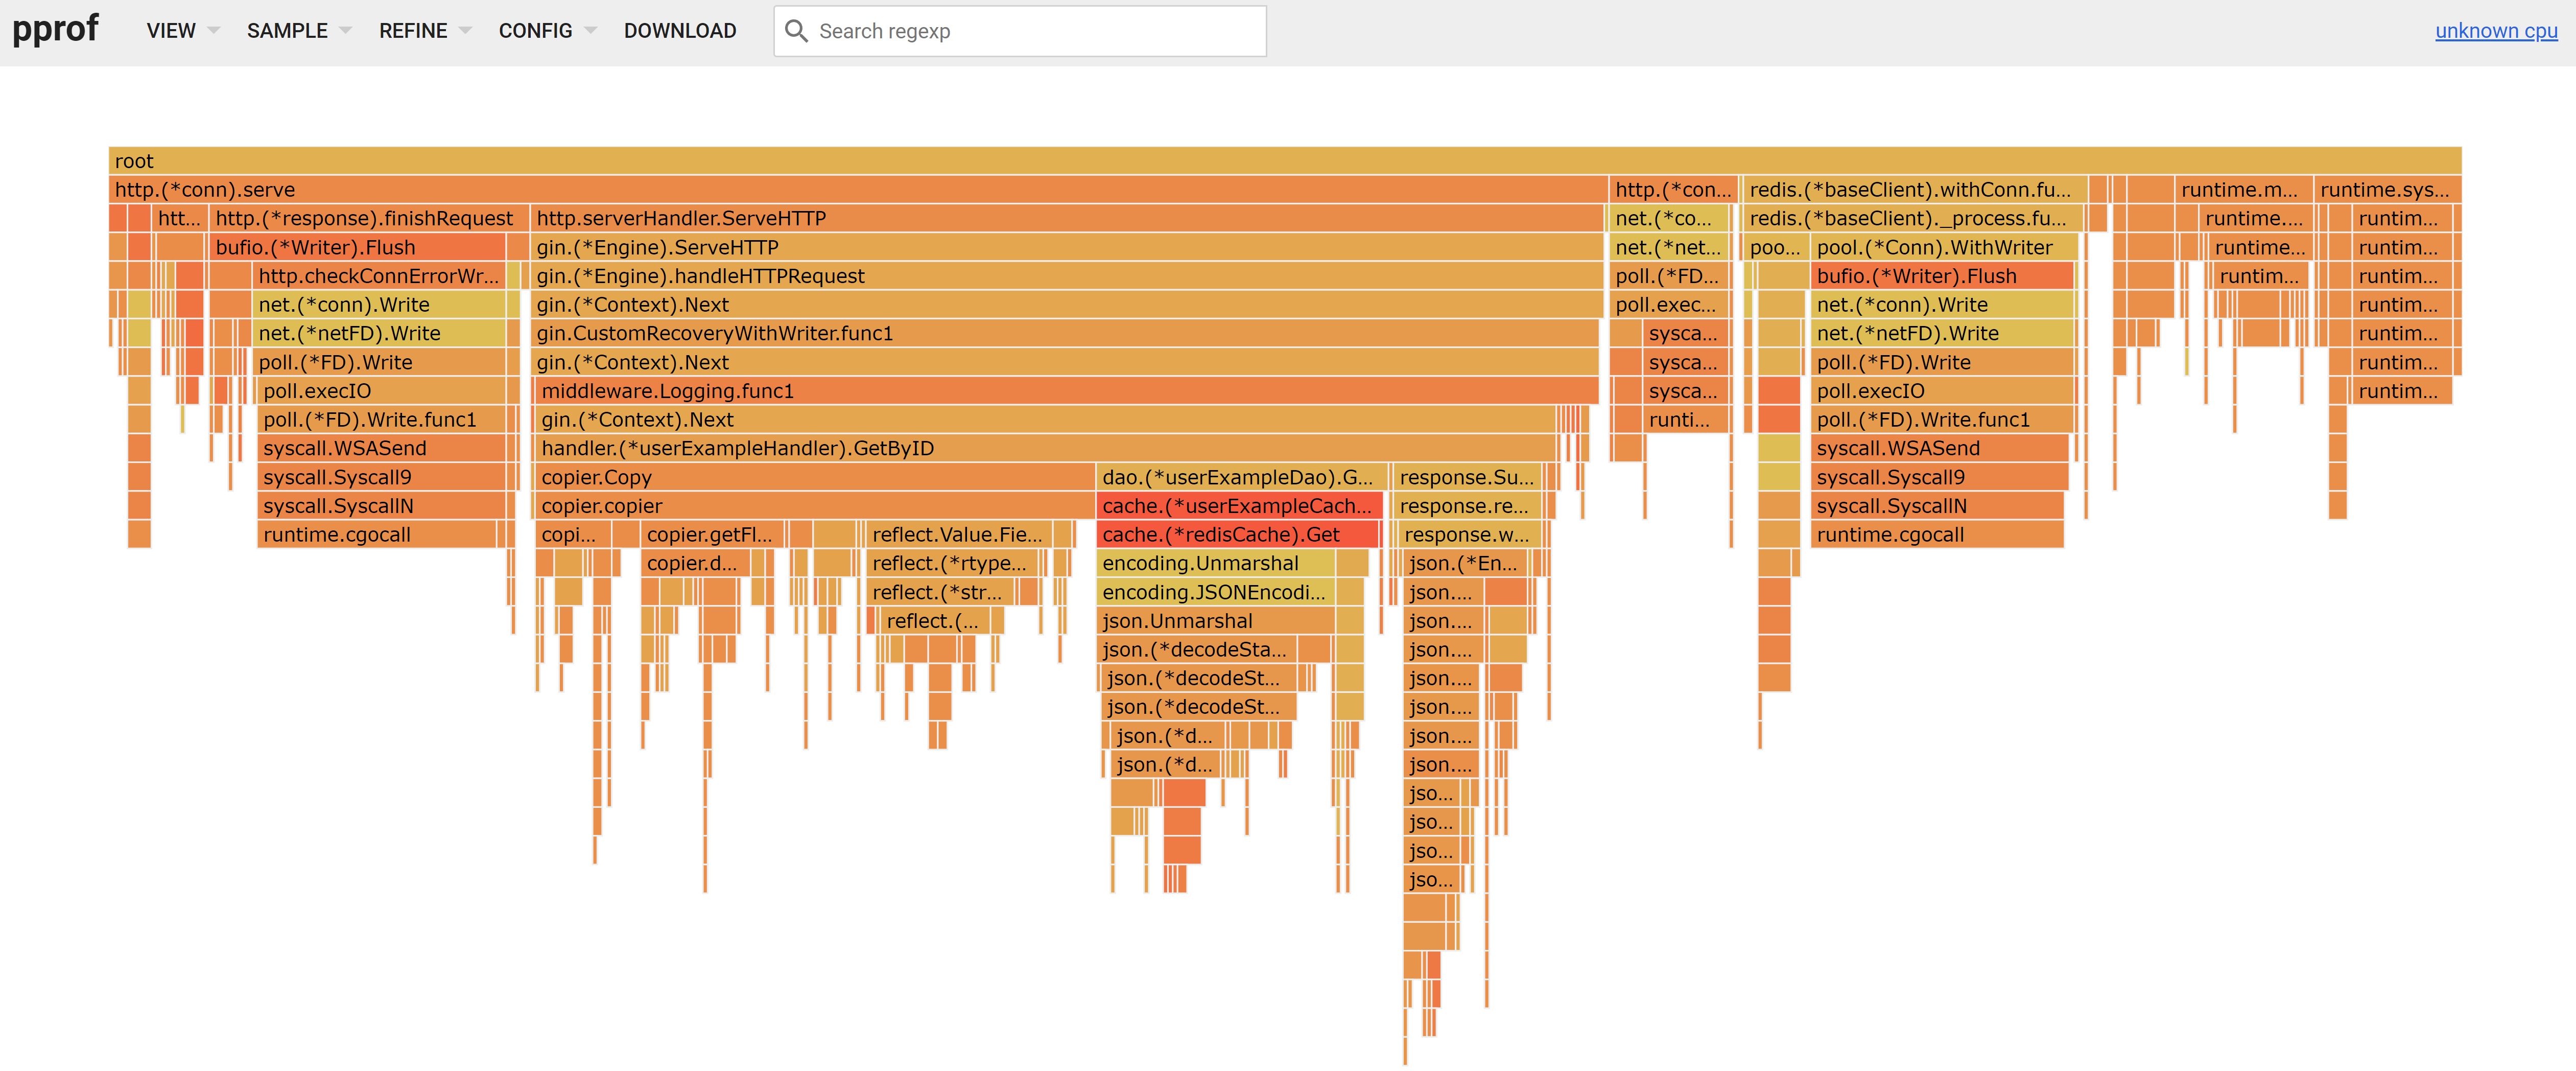 pprof VIEW SAMPLE REFINE CONFIG DOWNLOAD Search regexp unknown cpu
root
http.(*conn).serve http.(*con... redis.(*baseClient).withConn.fu... runtime.m... runtime.sys...
htt... http.(*response).finishRequest http.serverHandler.ServeHTTP net.(*co... redis.(*baseClient)._process.fu... runtime.... runtim...
bufio.(*Writer).Flush gin.(*Engine).ServeHTTP net.(*net... poo... pool.(*Conn).WithWriter runtime... runtim...
http.checkConnErrorWr... gin.(*Engine).handleHTTPRequest poll.(*FD... bufio.(*Writer).Flush runtim... runtim...
net.(*conn).Write gin.(*Context).Next poll.exec... net.(*conn).Write runtim...
net.(*netFD).Write gin.CustomRecoveryWithWriter.func1 sysca... net.(*netFD).Write runtim...
poll.(*FD).Write gin.(*Context).Next sysca... poll.(*FD).Write runtim...
poll.execIO middleware.Logging.func1 sysca... poll.execIO runtim...
poll.(*FD).Write.func1 gin.(*Context).Next runti... poll.(*FD).Write.func1
syscall.WSASend handler.(*userExampleHandler).GetByID syscall.WSASend
syscall.Syscall9 copier.Copy dao.(*userExampleDao).G... response.Su... syscall.Syscall9
syscall.SyscallN copier.copier cache.(*userExampleCach... response.re... syscall.SyscallN
runtime.cgocall copi... copier.getFl... reflect.Value.Fie... cache.(*redisCache).Get response.w... runtime.cgocall
copier.d... reflect.(*rtype... encoding.Unmarshal json.(*En...
reflect.(*str... encoding.JSONEncodi... json....
reflect.(... json.Unmarshal json....
json.(*decodeSta... json....
json.(*decodeSt... json....
json.(*decodeSt... json....
json.(*d... json....
json.(*d... json....
jso...
jso...
jso...
jso...